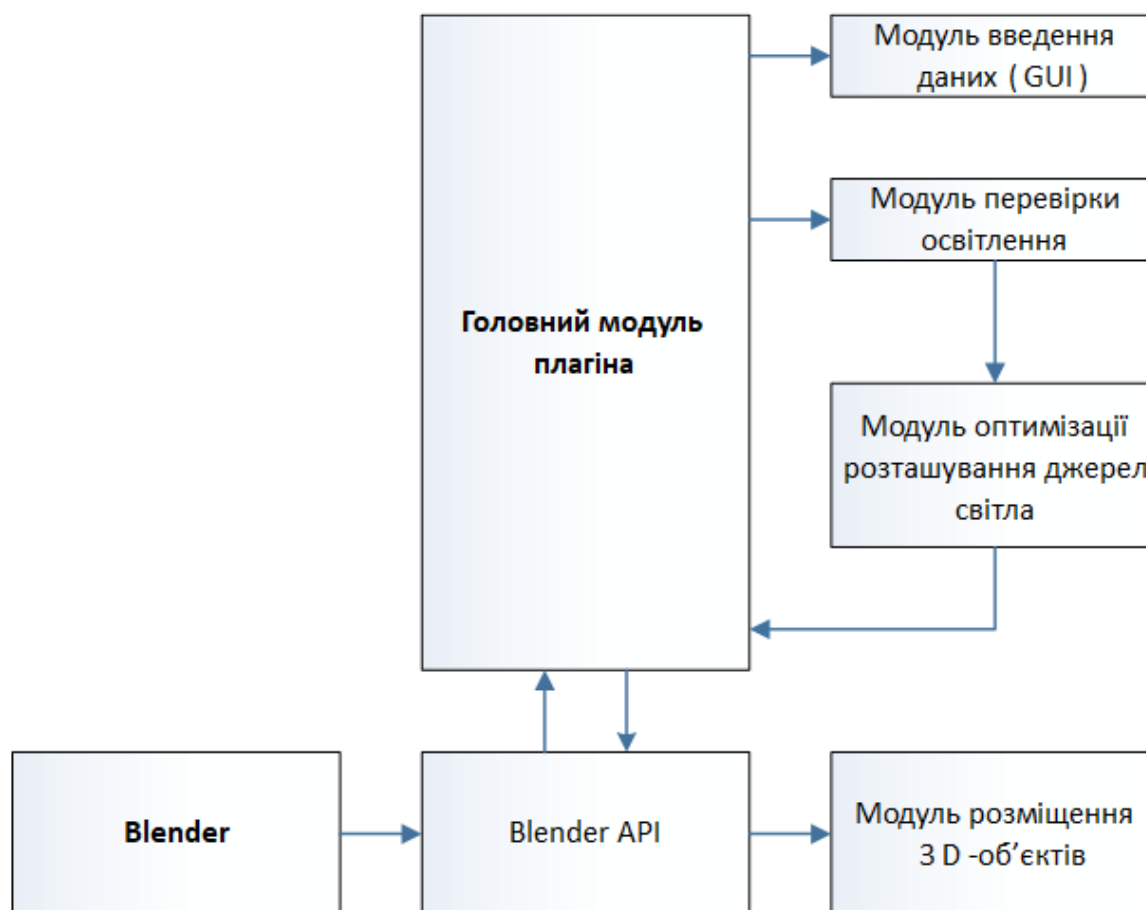 Модуль введення
даних ( GUI )
Модуль перевірки
освітлення
Головний модуль
плагіна
Модуль оптимізації
розташування джерел
світла
Blender
Blender API
Модуль розміщення
3 D -об’єктів